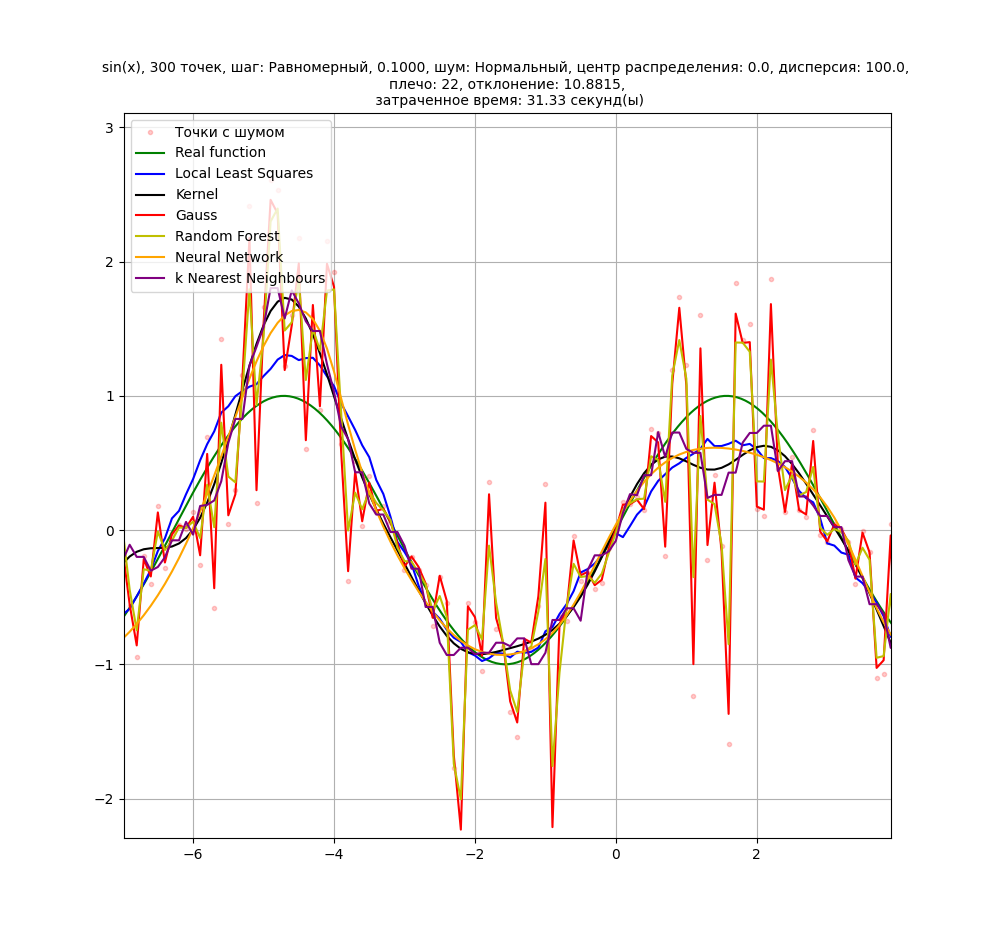 sin(x), 300 точек, шаг: Равномерный, 0.1000, шум: Нормальный, центр распределения: 0.0, дисперсия: 100.0,
плечо: 22, отклонение: 10.8815,
затраченное время: 31.33 секунд(ы)
3
Точки с шумом
Real function
Local Least Squares
Kernel
Gauss
Random Forest
Neural Network
k Nearest Neighbours
2
1
0
−1
−2
−6
−4
−2
0
2